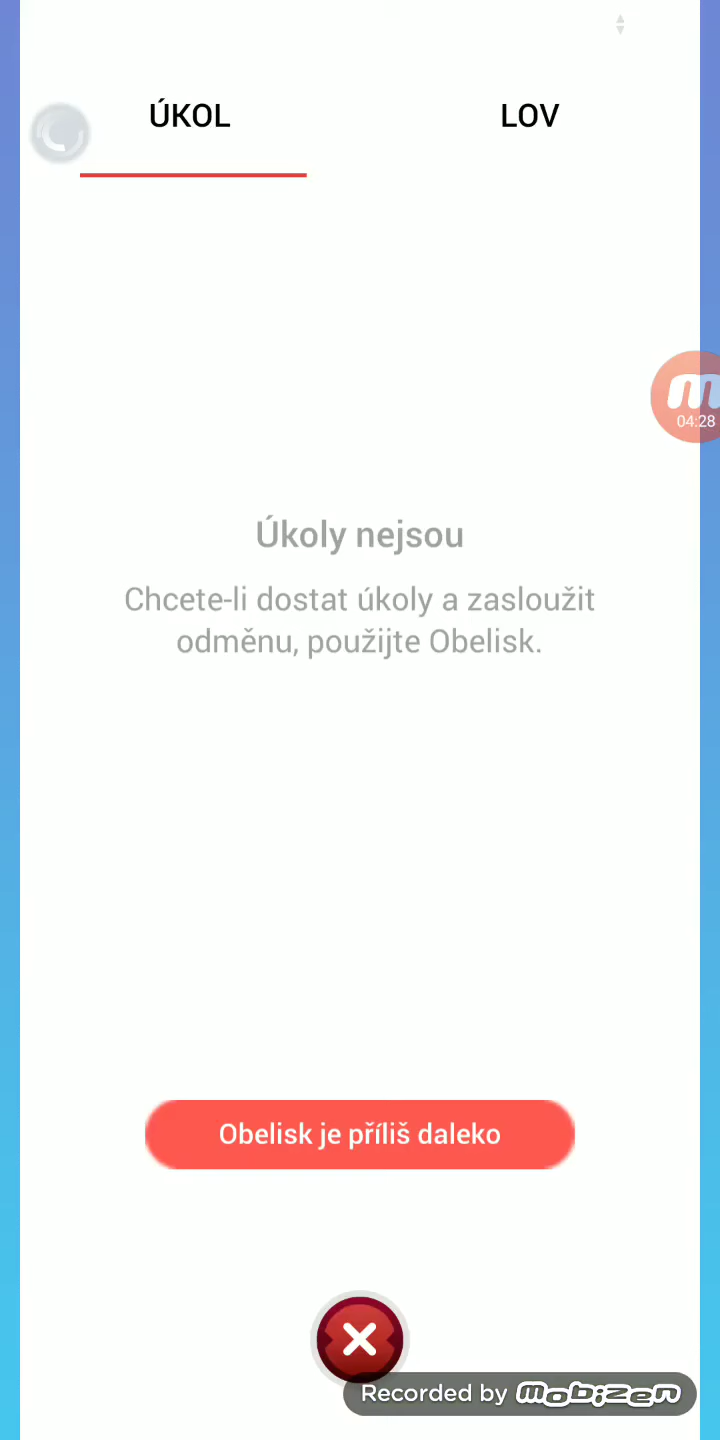 ÚKOL
LOV
04:28
Úkoly nejsou
Chcete-li dostat úkoly a zasloužit
odměnu, použijte Obelisk.
Obelisk je příliš daleko
Recorded by mobizen